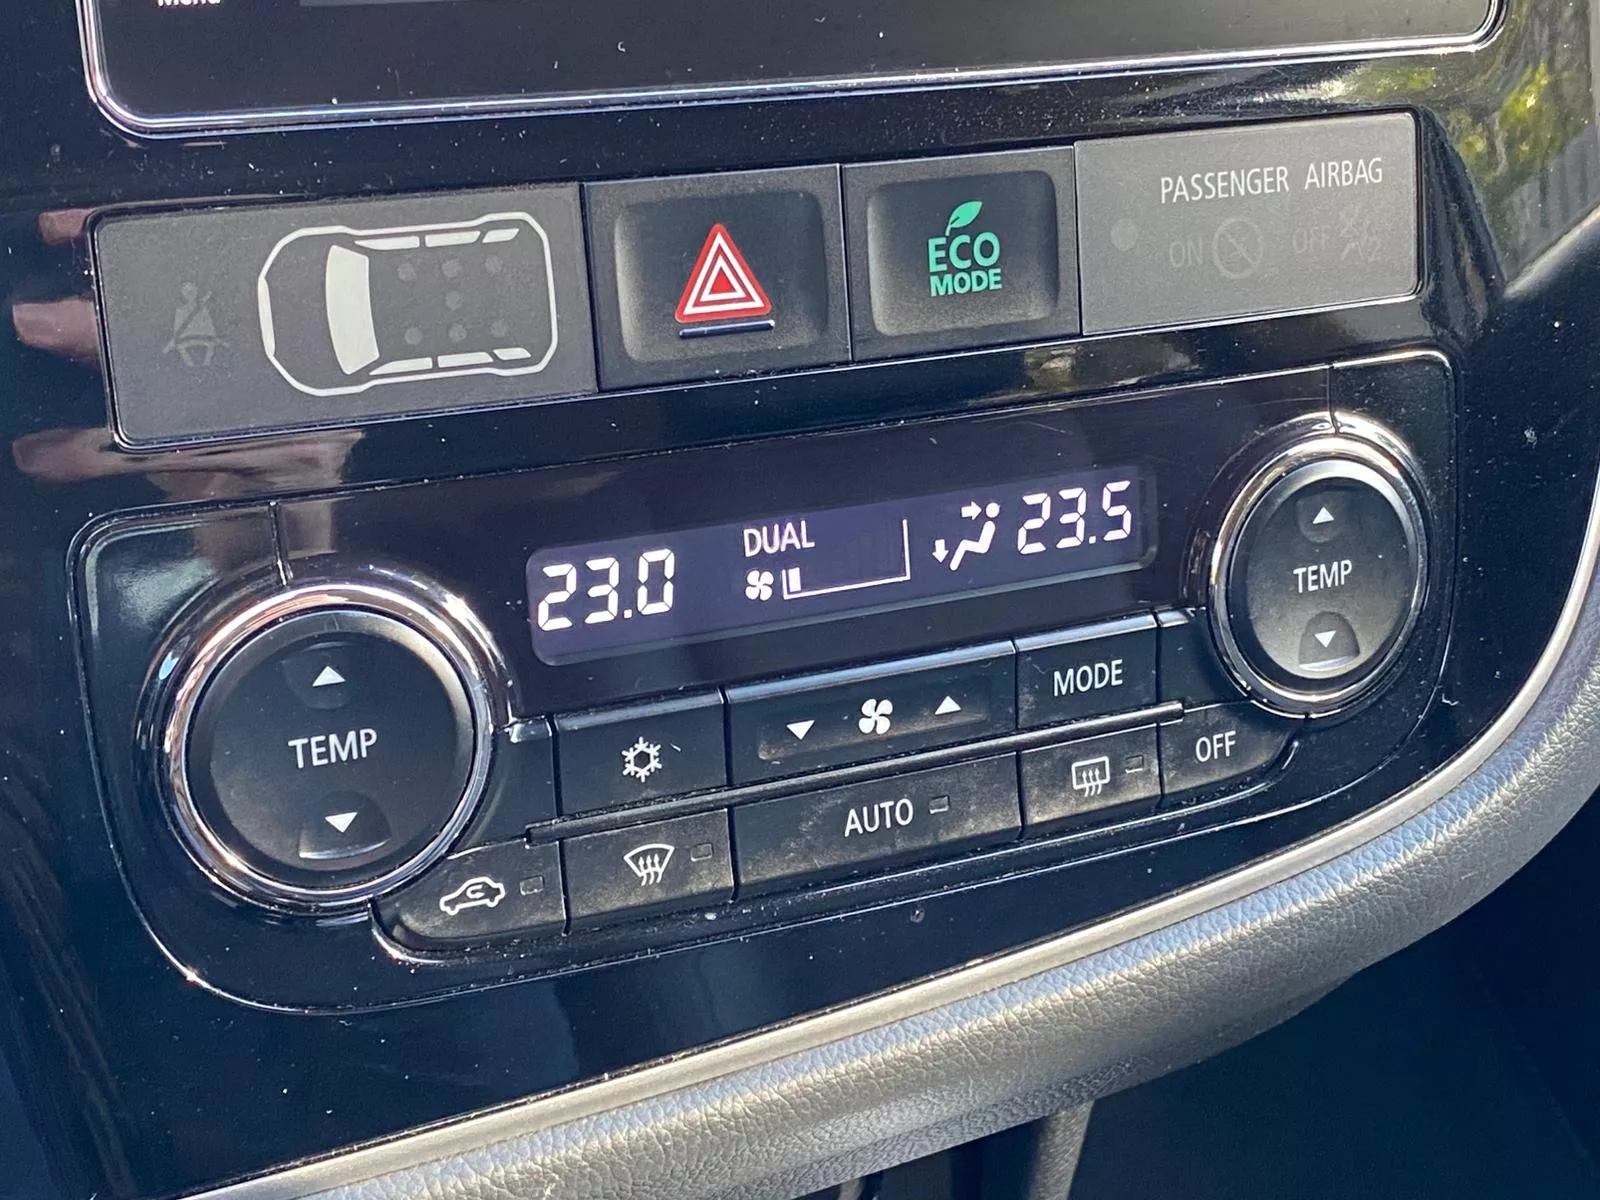 PASSENGER AIRBAG
ON OFF
ECO
MODE
23.0
DUAL
23.5
TEMP
TEMP
MODE
AUTO
OFF